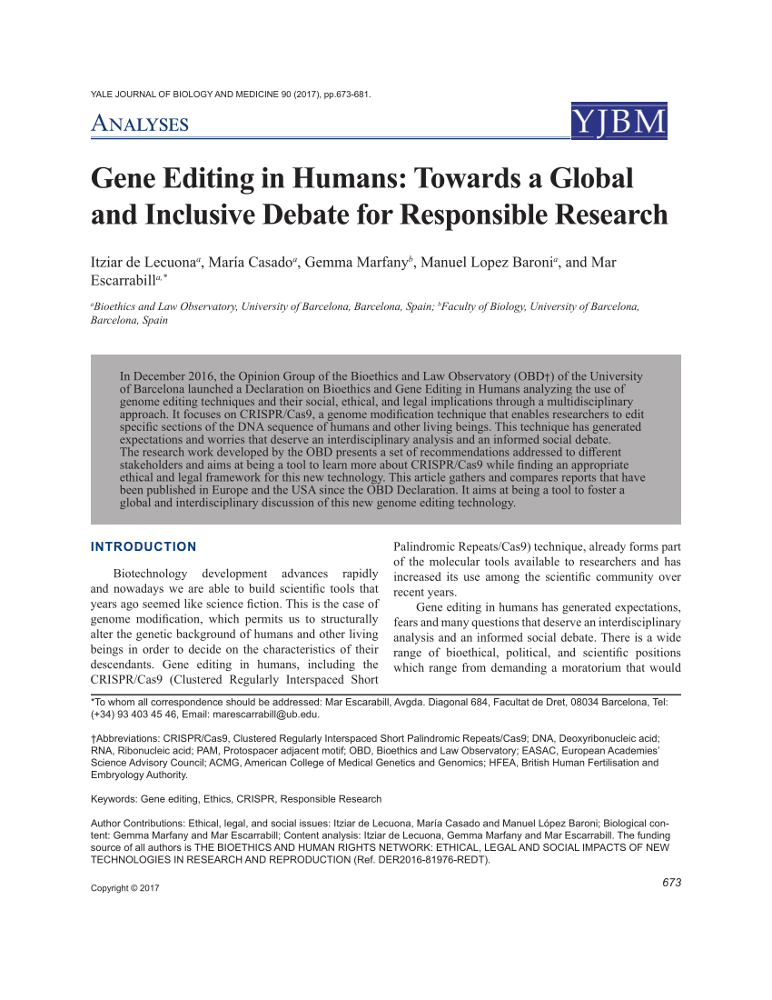 YALE JOURNAL OF BIOLOGY AND MEDICINE 90 (2017), pp.673-681.
Analyses
YJBM
Gene Editing in Humans: Towards a Global
and Inclusive Debate for Responsible Research
Itziar de Lecuonaa, María Casadoa, Gemma Marfanyb, Manuel Lopez Baronia, and Mar
Escarrabilla,*
aBioethics and Law Observatory, University of Barcelona, Barcelona, Spain; bFaculty of Biology, University of Barcelona,
Barcelona, Spain
In December 2016, the Opinion Group of the Bioethics and Law Observatory (OBD†) of the University
of Barcelona launched a Declaration on Bioethics and Gene Editing in Humans analyzing the use of
genome editing techniques and their social, ethical, and legal implications through a multidisciplinary
approach. It focuses on CRISPR/Cas9, a genome modification technique that enables researchers to edit
specific sections of the DNA sequence of humans and other living beings. This technique has generated
expectations and worries that deserve an interdisciplinary analysis and an informed social debate.
The research work developed by the OBD presents a set of recommendations addressed to different
stakeholders and aims at being a tool to learn more about CRISPR/Cas9 while finding an appropriate
ethical and legal framework for this new technology. This article gathers and compares reports that have
been published in Europe and the USA since the OBD Declaration. It aims at being a tool to foster a
global and interdisciplinary discussion of this new genome editing technology.
INTRODUCTION
Biotechnology development advances rapidly
and nowadays we are able to build scientific tools that
years ago seemed like science fiction. This is the case of
genome modification, which permits us to structurally
alter the genetic background of humans and other living
beings in order to decide on the characteristics of their
descendants. Gene editing in humans, including the
CRISPR/Cas9 (Clustered Regularly Interspaced Short
Palindromic Repeats/Cas9) technique, already forms part
of the molecular tools available to researchers and has
increased its use among the scientific community over
recent years.
Gene editing in humans has generated expectations,
fears and many questions that deserve an interdisciplinary
analysis and an informed social debate. There is a wide
range of bioethical, political, and scientific positions
which range from demanding a moratorium that would
*To whom all correspondence should be addressed: Mar Escarabill, Avgda. Diagonal 684, Facultat de Dret, 08034 Barcelona, Tel:
(+34) 93 403 45 46, Email: marescarrabill@ub.edu.
†Abbreviations: CRISPR/Cas9, Clustered Regularly Interspaced Short Palindromic Repeats/Cas9; DNA, Deoxyribonucleic acid;
RNA, Ribonucleic acid; PAM, Protospacer adjacent motif; OBD, Bioethics and Law Observatory; EASAC, European Academies’
Science Advisory Council; ACMG, American College of Medical Genetics and Genomics; HFEA, British Human Fertilisation and
Embryology Authority.
Keywords: Gene editing, Ethics, CRISPR, Responsible Research
Author Contributions: Ethical, legal, and social issues: Itziar de Lecuona, María Casado and Manuel López Baroni; Biological con-
tent: Gemma Marfany and Mar Escarrabill; Content analysis: Itziar de Lecuona, Gemma Marfany and Mar Escarrabill. The funding
source of all authors is THE BIOETHICS AND HUMAN RIGHTS NETWORK: ETHICAL, LEGAL AND SOCIAL IMPACTS OF NEW
TECHNOLOGIES IN RESEARCH AND REPRODUCTION (Ref. DER2016-81976-REDT).
Copyright © 2017
673